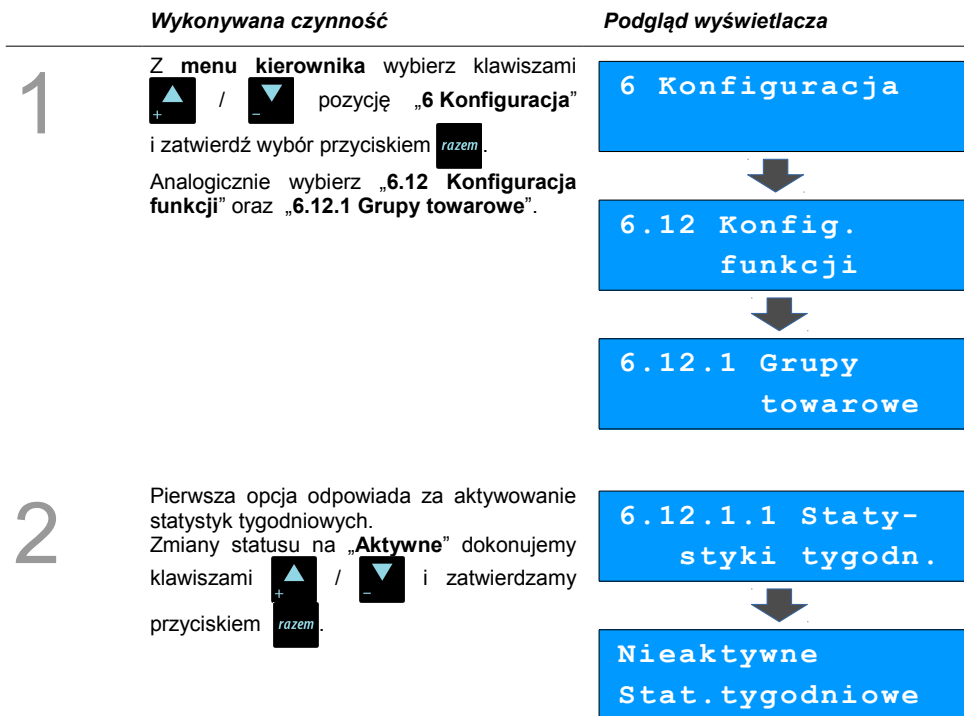 Wykonywana czynność
Podgląd wyświetlacza
1
Z menu kierownika wybierz klawiszami
+ / − pozycję „6 Konfiguracja”
i zatwierdź wybór przyciskiem razem.
Analogicznie wybierz „6.12 Konfiguracja
funkcji” oraz „6.12.1 Grupy towarowe”.
6 Konfiguracja
6.12 Konfig.
funkcji
6.12.1 Grupy
towarowe
2
Pierwsza opcja odpowiada za aktywowanie
statystyk tygodniowych.
Zmiany statusu na „Aktywne” dokonujemy
klawiszami + / − i zatwierdzamy
przyciskiem razem.
6.12.1.1 Staty-
styki tygodn.
Nieaktywne
Stat.tygodniowe